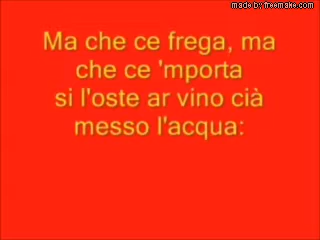 made by freemake.com
Ma che ce frega, ma
che ce 'mporta
si l'oste ar vino cià
messo l'acqua: